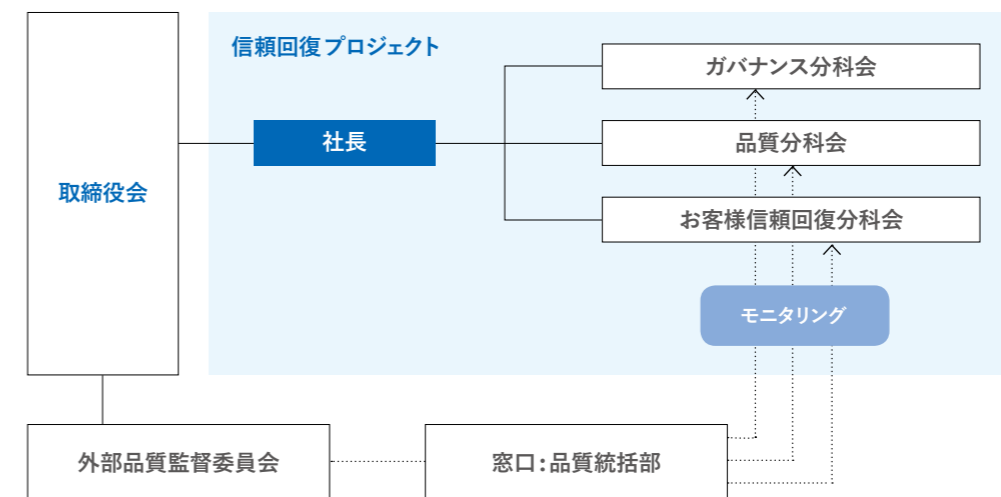 信頼回復プロジェクト
ガバナンス分科会
社長
品質分科会
取締役会
お客様信頼回復分科会
モニタリング
外部品質監督委員会
窓口:品質統括部